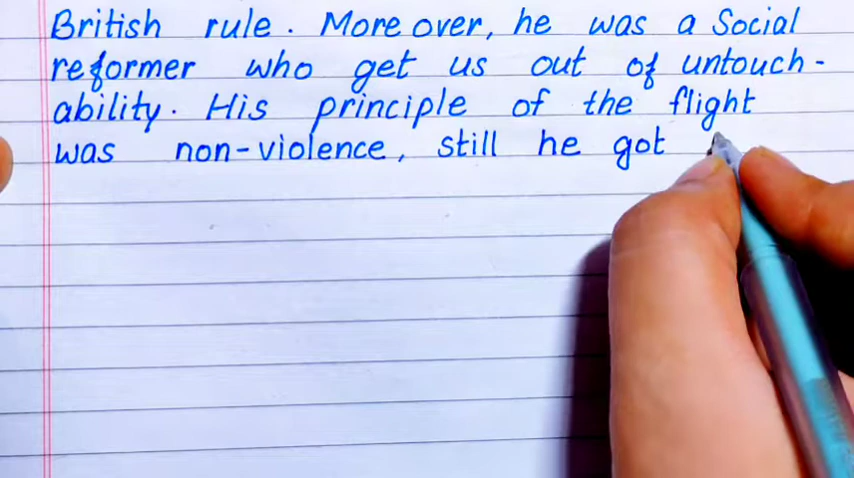 British rule. More over, he was a Social
reformer who get us out of untouch-
ability. His principle of the flight
was non-violence, still he got